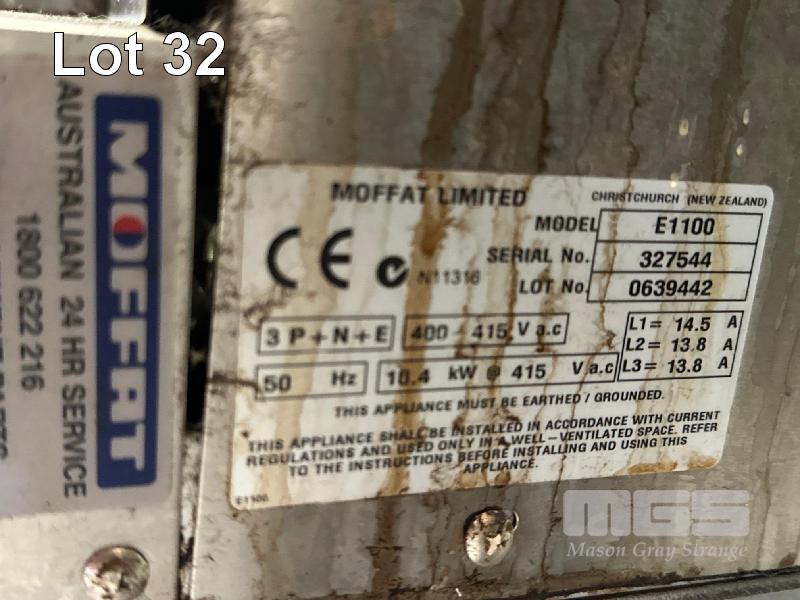 Lot 32
MOFFAT
AUSTRALIAN 24 HR SERVICE
1800 622 216
MOFFAT LIMITED
CHRISTCHURCH (NEW ZEALAND)
MODEL E1100
SERIAL No. 327544
LOT No. 0639442
CE N11316
3 P+N+E 400 - 415 V a.c
50 Hz 10.4 kW @ 415 V a.c
L1= 14.5 A
L2= 13.8 A
L3= 13.8 A
THIS APPLIANCE MUST BE EARTHED / GROUNDED.
THIS APPLIANCE SHALL BE INSTALLED IN ACCORDANCE WITH CURRENT
REGULATIONS AND USED ONLY IN A WELL-VENTILATED SPACE. REFER
TO THE INSTRUCTIONS BEFORE INSTALLING AND USING THIS
APPLIANCE.
E1100
MGS
Mason Gray Strange